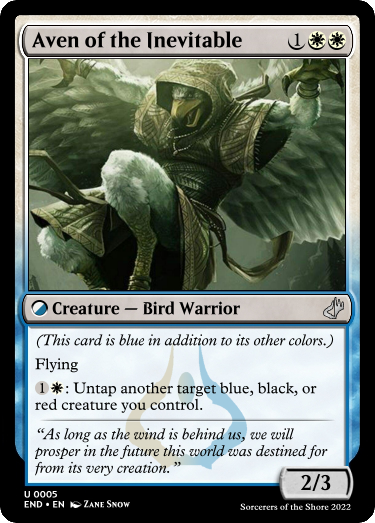 Aven of the Inevitable 1
Creature — Bird Warrior
(This card is blue in addition to its other colors.)
Flying
1 : Untap another target blue, black, or
red creature you control.
“As long as the wind is behind us, we will
prosper in the future this world was destined for
from its very creation.”
2/3
U 0005
END • EN Zane Snow
Sorcerers of the Shore 2022